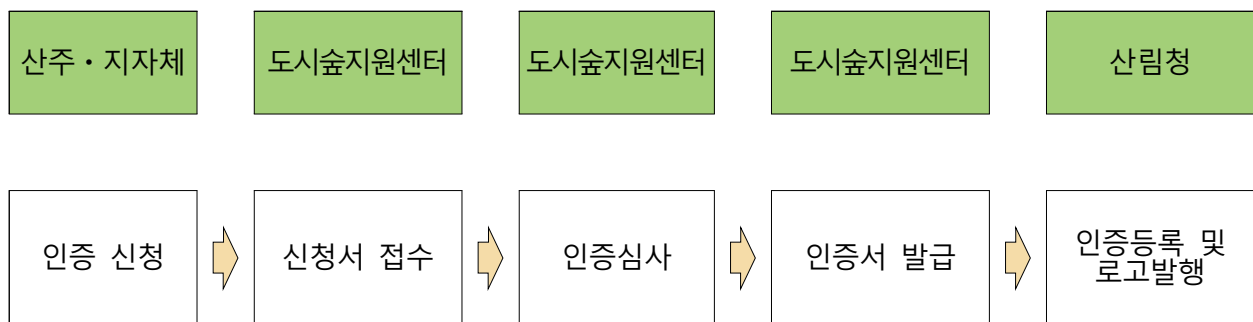 산주・지자체
도시숲지원센터
도시숲지원센터
도시숲지원센터
산림청
인증 신청
신청서 접수
인증심사
인증서 발급
인증등록 및
로고발행